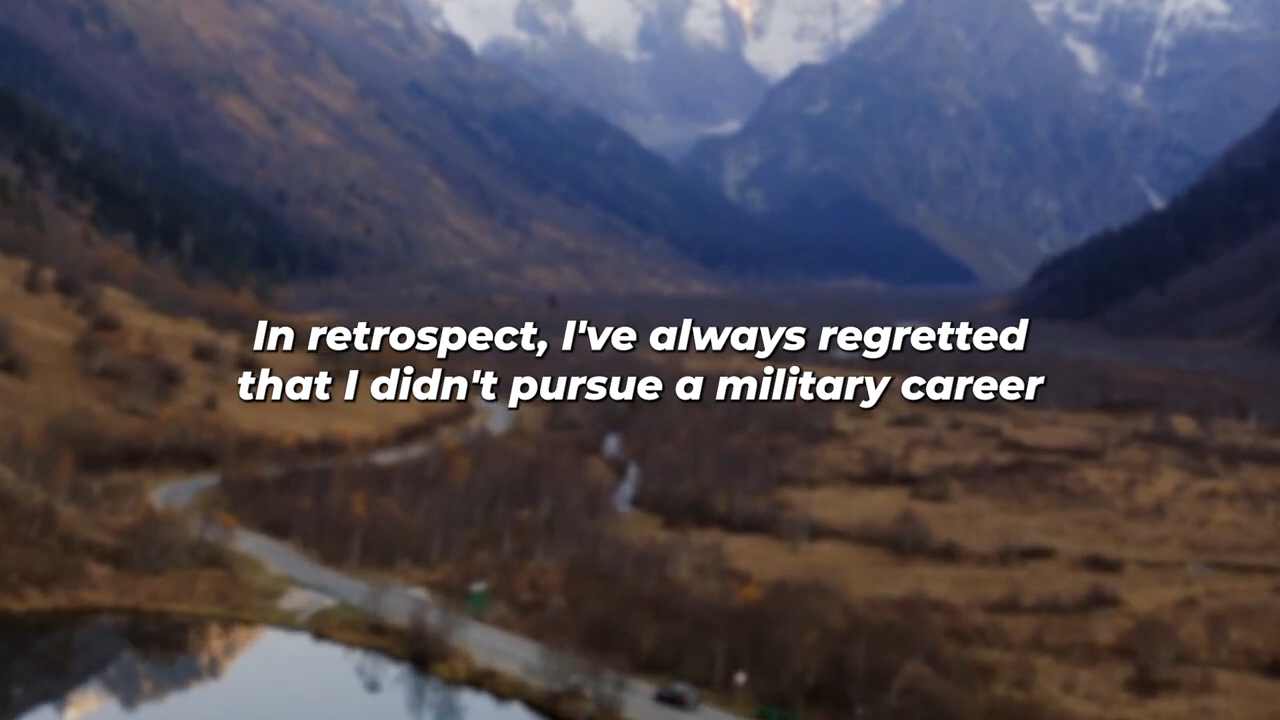 In retrospect, I've always regretted
that I didn't pursue a military career